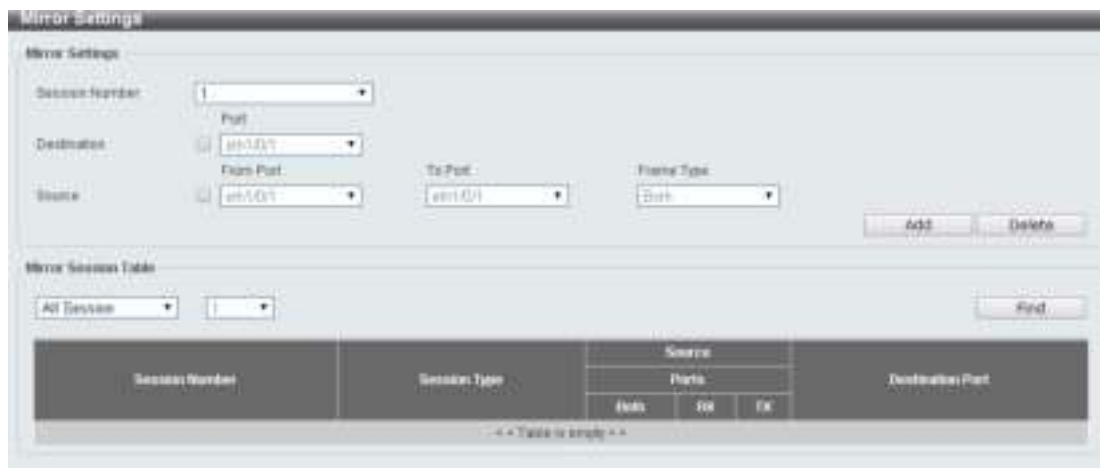 Mirror Settings
Mirror Settings
Session Number 1
Port
Destination eth1/0/1
From Port To Port Frame Type
Source eth1/0/1 eth1/0/1 Both
Add Delete
Mirror Session Table
All Session 1 Find
Session Number Session Type Source Destination Port
Ports
Both RX TX
< < Table is empty < <